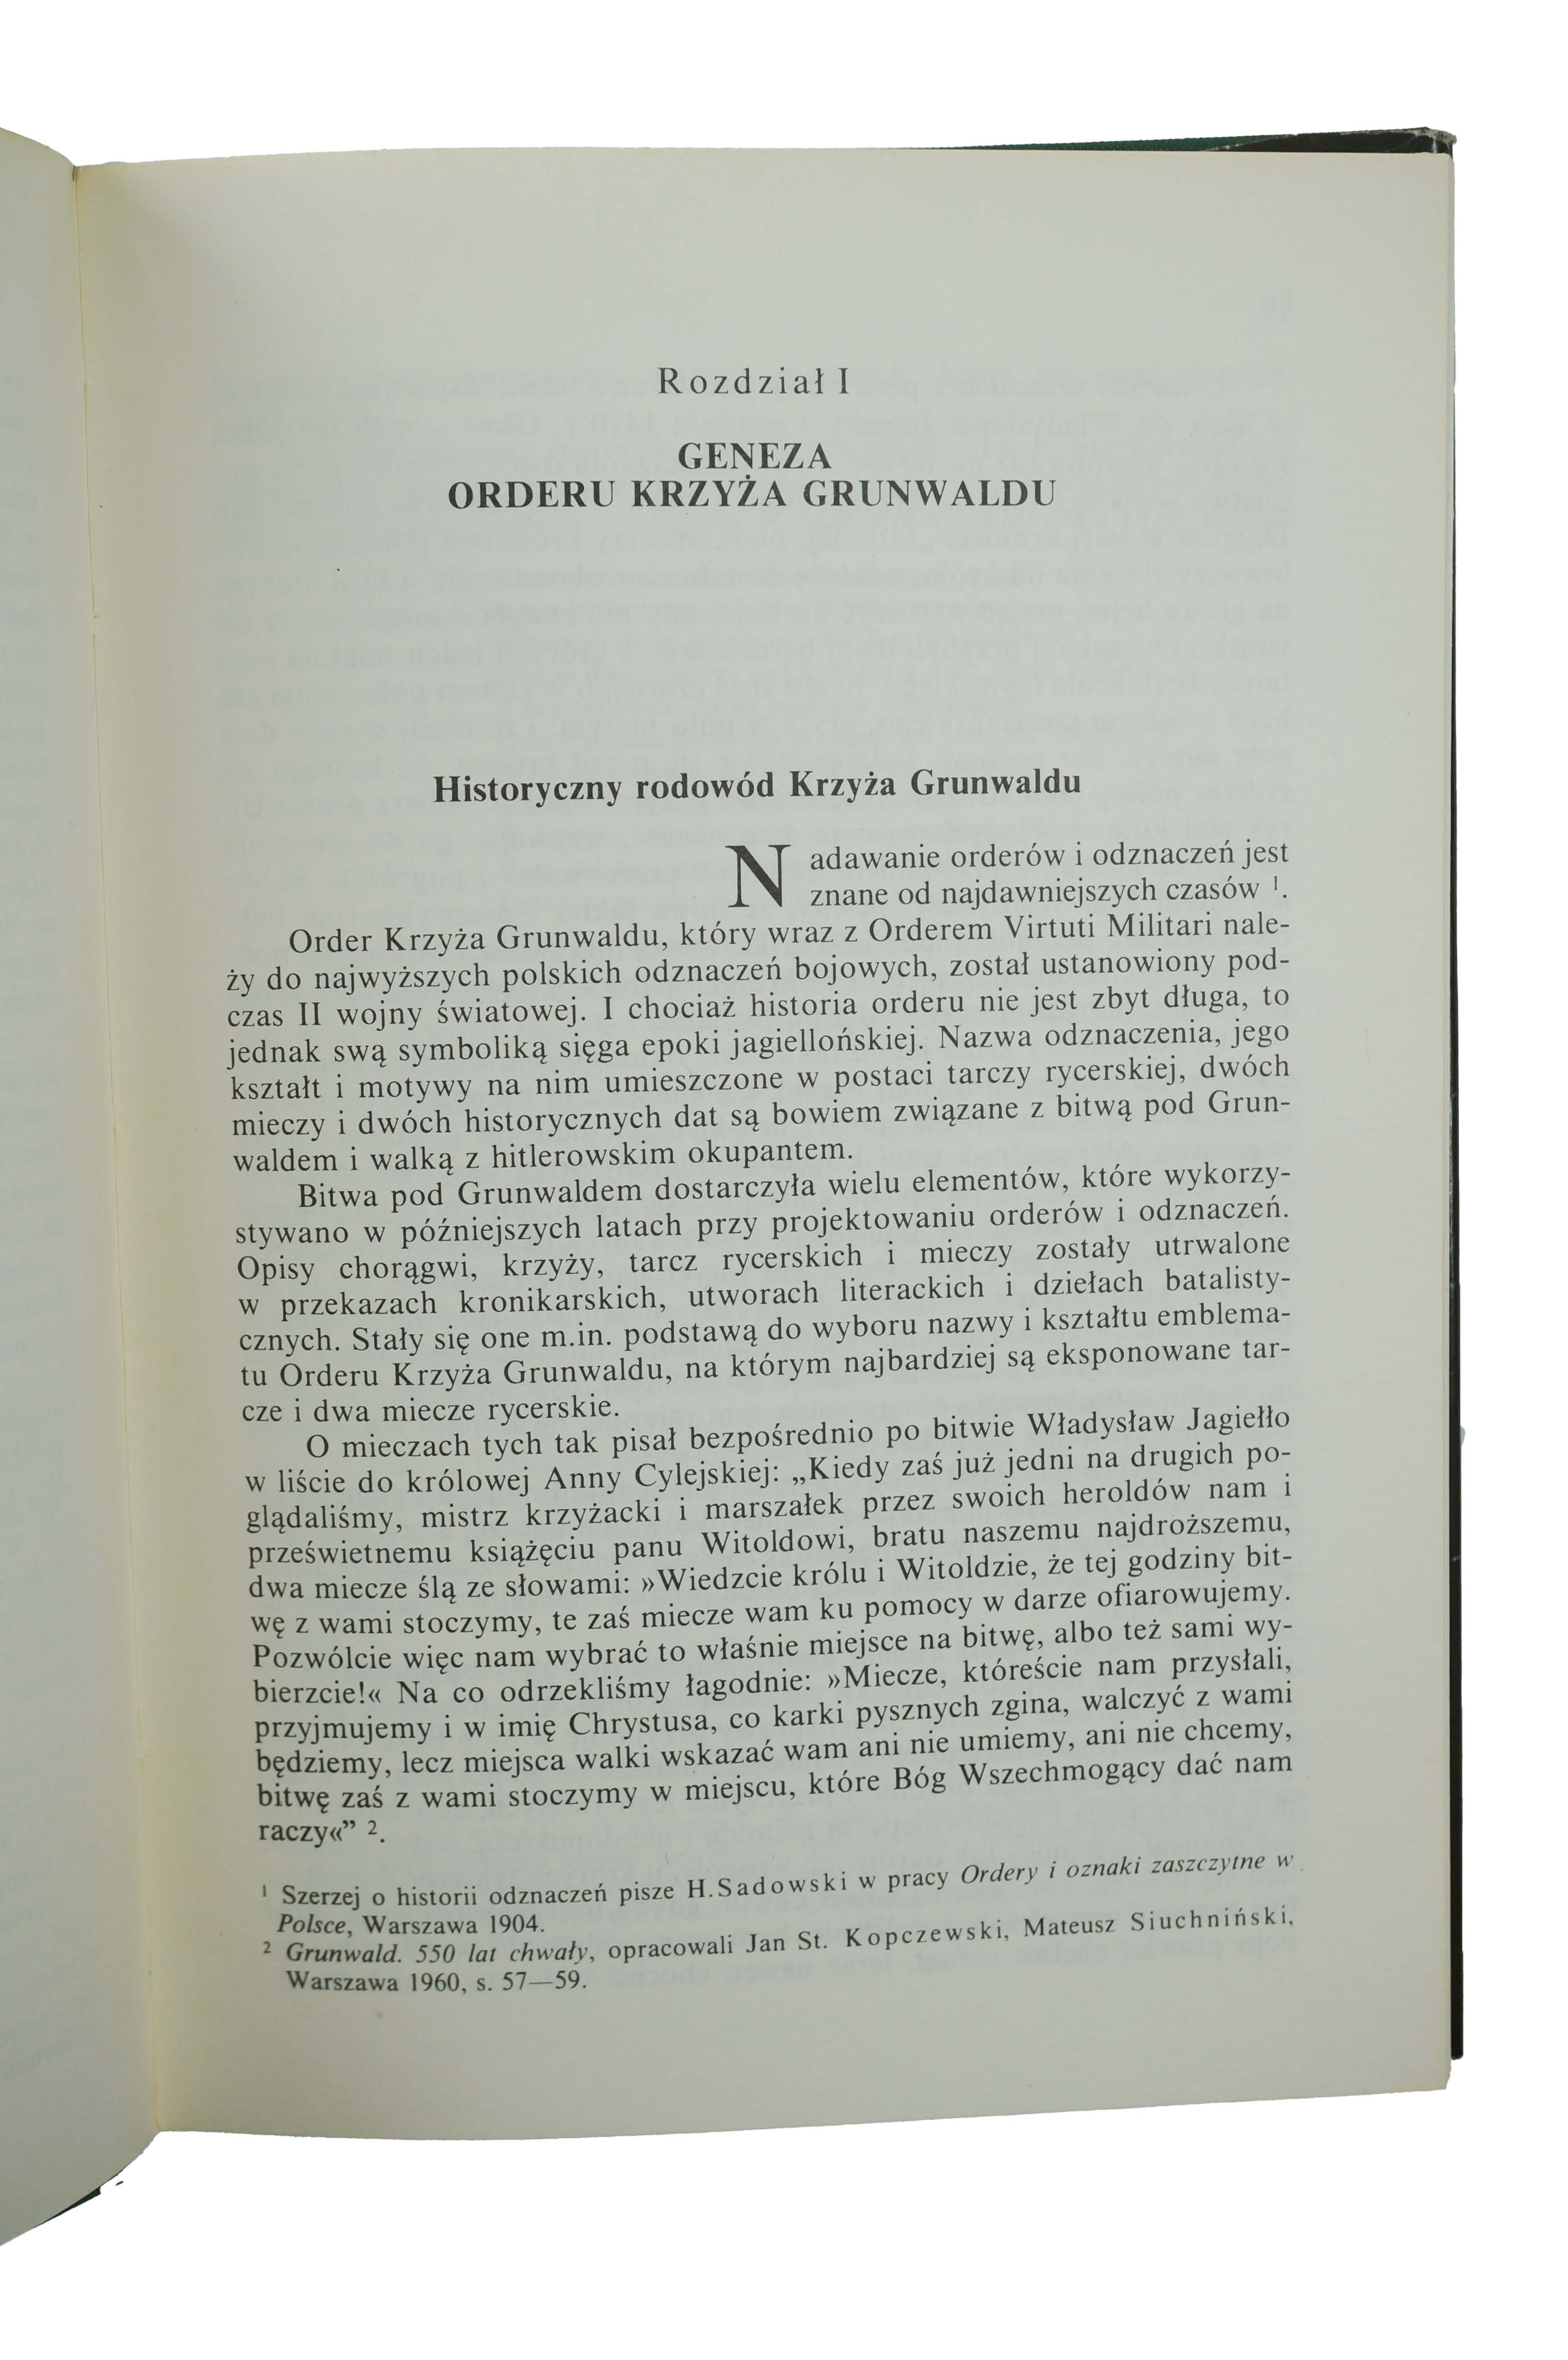 Rozdział I
GENEZA
ORDERU KRZYŻA GRUNWALDU
Historyczny rodowód Krzyża Grunwaldu
Nadawanie orderów i odznaczeń jest
znane od najdawniejszych czasów ¹.
Order Krzyża Grunwaldu, który wraz z Orderem Virtuti Militari nale-
ży do najwyższych polskich odznaczeń bojowych, został ustanowiony pod-
czas II wojny światowej. I chociaż historia orderu nie jest zbyt długa, to
jednak swą symboliką sięga epoki jagiellońskiej. Nazwa odznaczenia, jego
kształt i motywy na nim umieszczone w postaci tarczy rycerskiej, dwóch
mieczy i dwóch historycznych dat są bowiem związane z bitwą pod Grun-
waldem i walką z hitlerowskim okupantem.
Bitwa pod Grunwaldem dostarczyła wielu elementów, które wykorzy-
stywano w późniejszych latach przy projektowaniu orderów i odznaczeń.
Opisy chorągwi, krzyży, tarcz rycerskich i mieczy zostały utrwalone
w przekazach kronikarskich, utworach literackich i dziełach batalisty-
cznych. Stały się one m.in. podstawą do wyboru nazwy i kształtu emblema-
tu Orderu Krzyża Grunwaldu, na którym najbardziej są eksponowane tar-
cze i dwa miecze rycerskie.
O mieczach tych tak pisał bezpośrednio po bitwie Władysław Jagiełło
w liście do królowej Anny Cylejskiej: „Kiedy zaś już jedni na drugich po-
glądaliśmy, mistrz krzyżacki i marszałek przez swoich heroldów nam i
prześwietnemu książęciu panu Witoldowi, bratu naszemu najdroższemu,
dwa miecze ślą ze słowami: »Wiedzcie królu i Witoldzie, że tej godziny bit-
wę z wami stoczymy, te zaś miecze wam ku pomocy w darze ofiarowujemy.
Pozwólcie więc nam wybrać to właśnie miejsce na bitwę, albo też sami wy-
bierzcie!« Na co odrzekliśmy łagodnie: »Miecze, któreście nam przysłali,
przyjmujemy i w imię Chrystusa, co karki pysznych zgina, walczyć z wami
będziemy, lecz miejsca walki wskazać wam ani nie umiemy, ani nie chcemy,
bitwę zaś z wami stoczymy w miejscu, które Bóg Wszechmogący dać nam
raczy«” ².
¹ Szerzej o historii odznaczeń pisze H.Sadowski w pracy Ordery i oznaki zaszczytne w
Polsce, Warszawa 1904.
² Grunwald. 550 lat chwały, opracowali Jan St. Kopczewski, Mateusz Siuchniński,
Warszawa 1960, s. 57—59.